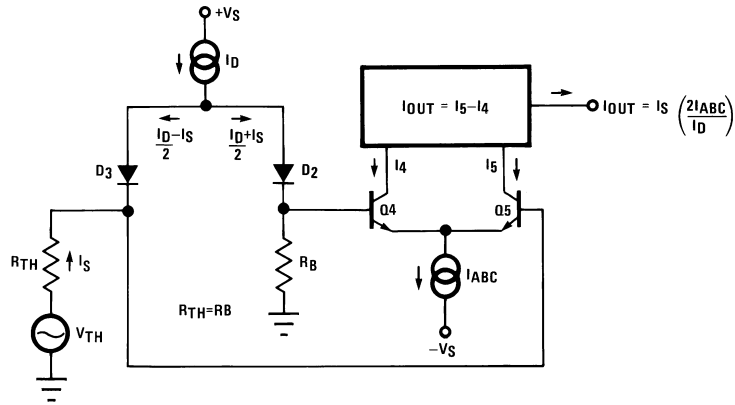 +VS
ID
IOUT = I5–I4
IOUT = IS (2IABC/ID)
ID/2 –IS
ID/2 +IS
D3
D2
I4
I5
Q4
Q5
RTH
IS
RB
IABC
RTH=RB
VTH
–VS